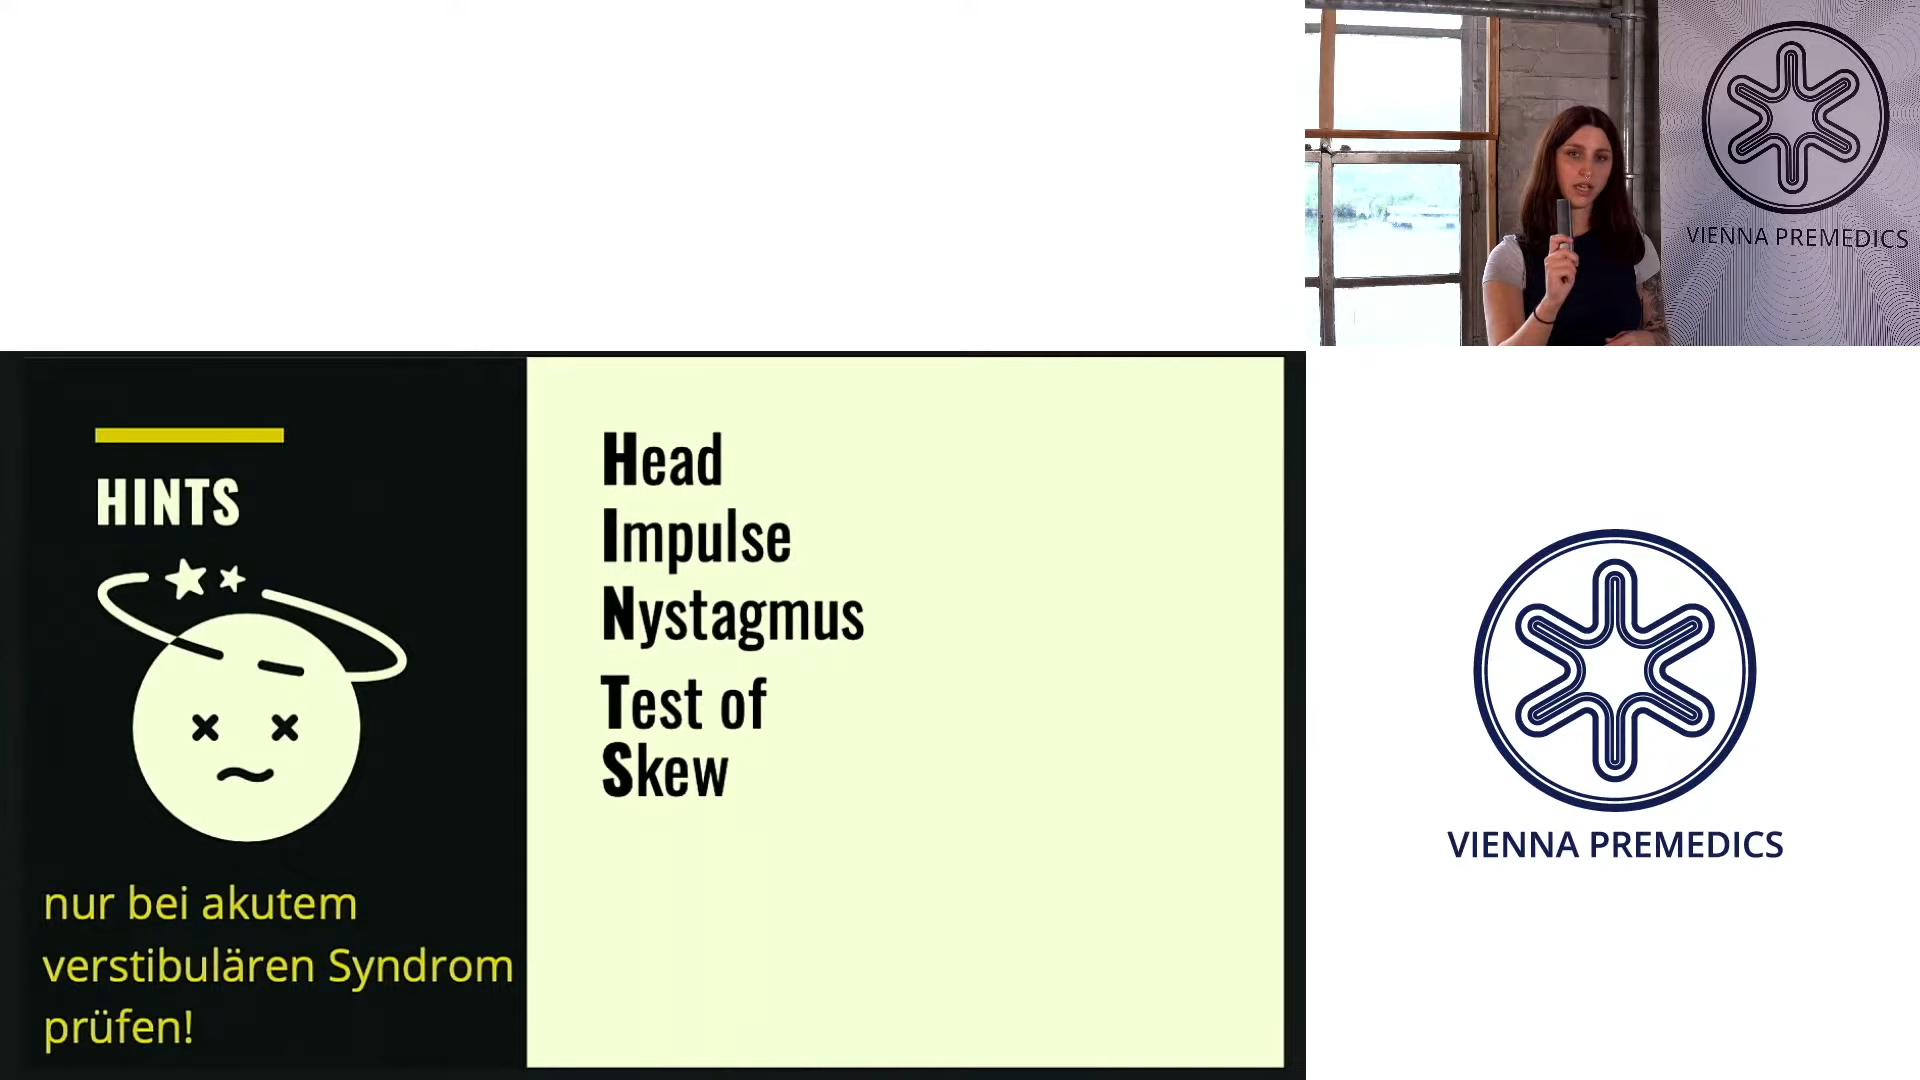 VIENNA PREMEDICS
HINTS
nur bei akutem
verstibulären Syndrom
prüfen!
Head
Impulse
Nystagmus
Test of
Skew
VIENNA PREMEDICS